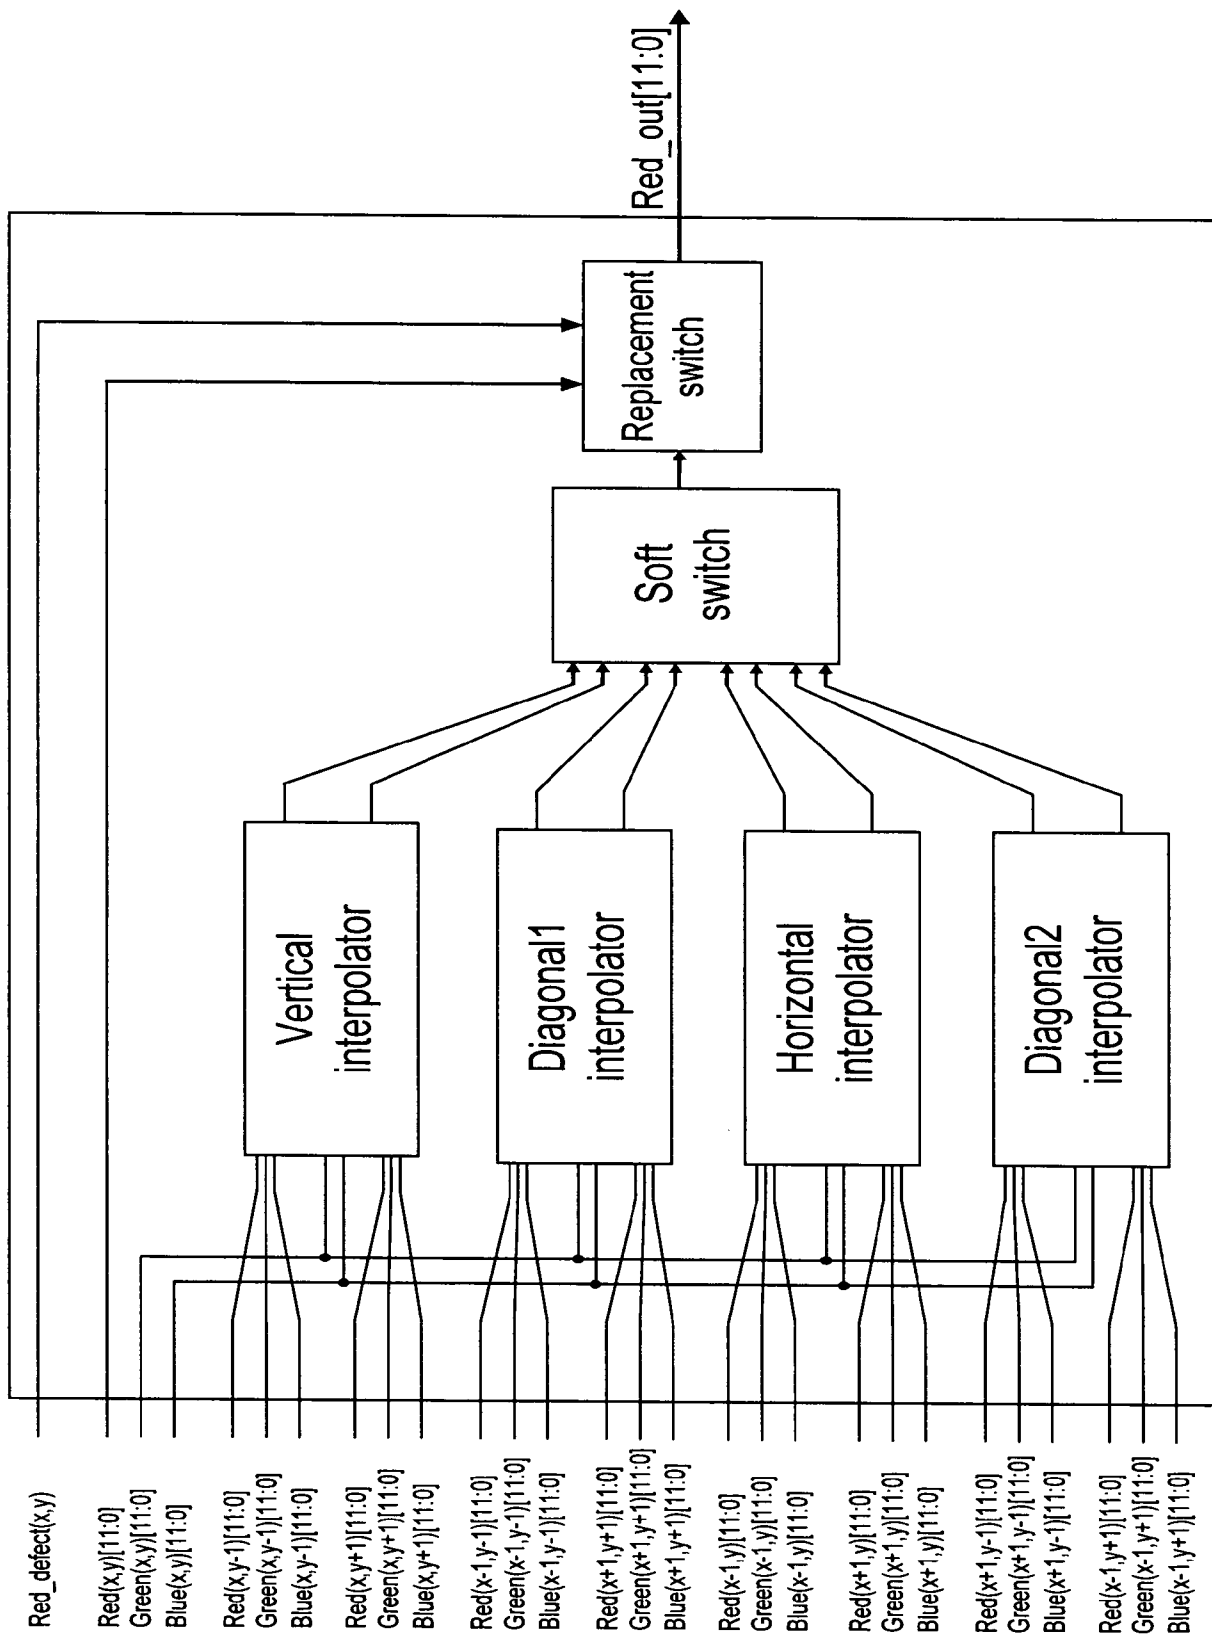 Red_defect(x,y)
Red(x,y)[11:0]
Green(x,y)[11:0]
Blue(x,y)[11:0]
Red(x,y-1)[11:0]
Green(x,y-1)[11:0]
Blue(x,y-1)[11:0]
Red(x,y+1)[11:0]
Green(x,y+1)[11:0]
Blue(x,y+1)[11:0]
Red(x-1,y-1)[11:0]
Green(x-1,y-1)[11:0]
Blue(x-1,y-1)[11:0]
Red(x+1,y+1)[11:0]
Green(x+1,y+1)[11:0]
Blue(x+1,y+1)[11:0]
Red(x-1,y)[11:0]
Green(x-1,y)[11:0]
Blue(x-1,y)[11:0]
Red(x+1,y)[11:0]
Green(x+1,y)[11:0]
Blue(x+1,y)[11:0]
Red(x+1,y-1)[11:0]
Green(x+1,y-1)[11:0]
Blue(x+1,y-1)[11:0]
Red(x-1,y+1)[11:0]
Green(x-1,y+1)[11:0]
Blue(x-1,y+1)[11:0]
Vertical
interpolator
Diagonal1
interpolator
Horizontal
interpolator
Diagonal2
interpolator
Soft
switch
Replacement
switch
Red_out[11:0]